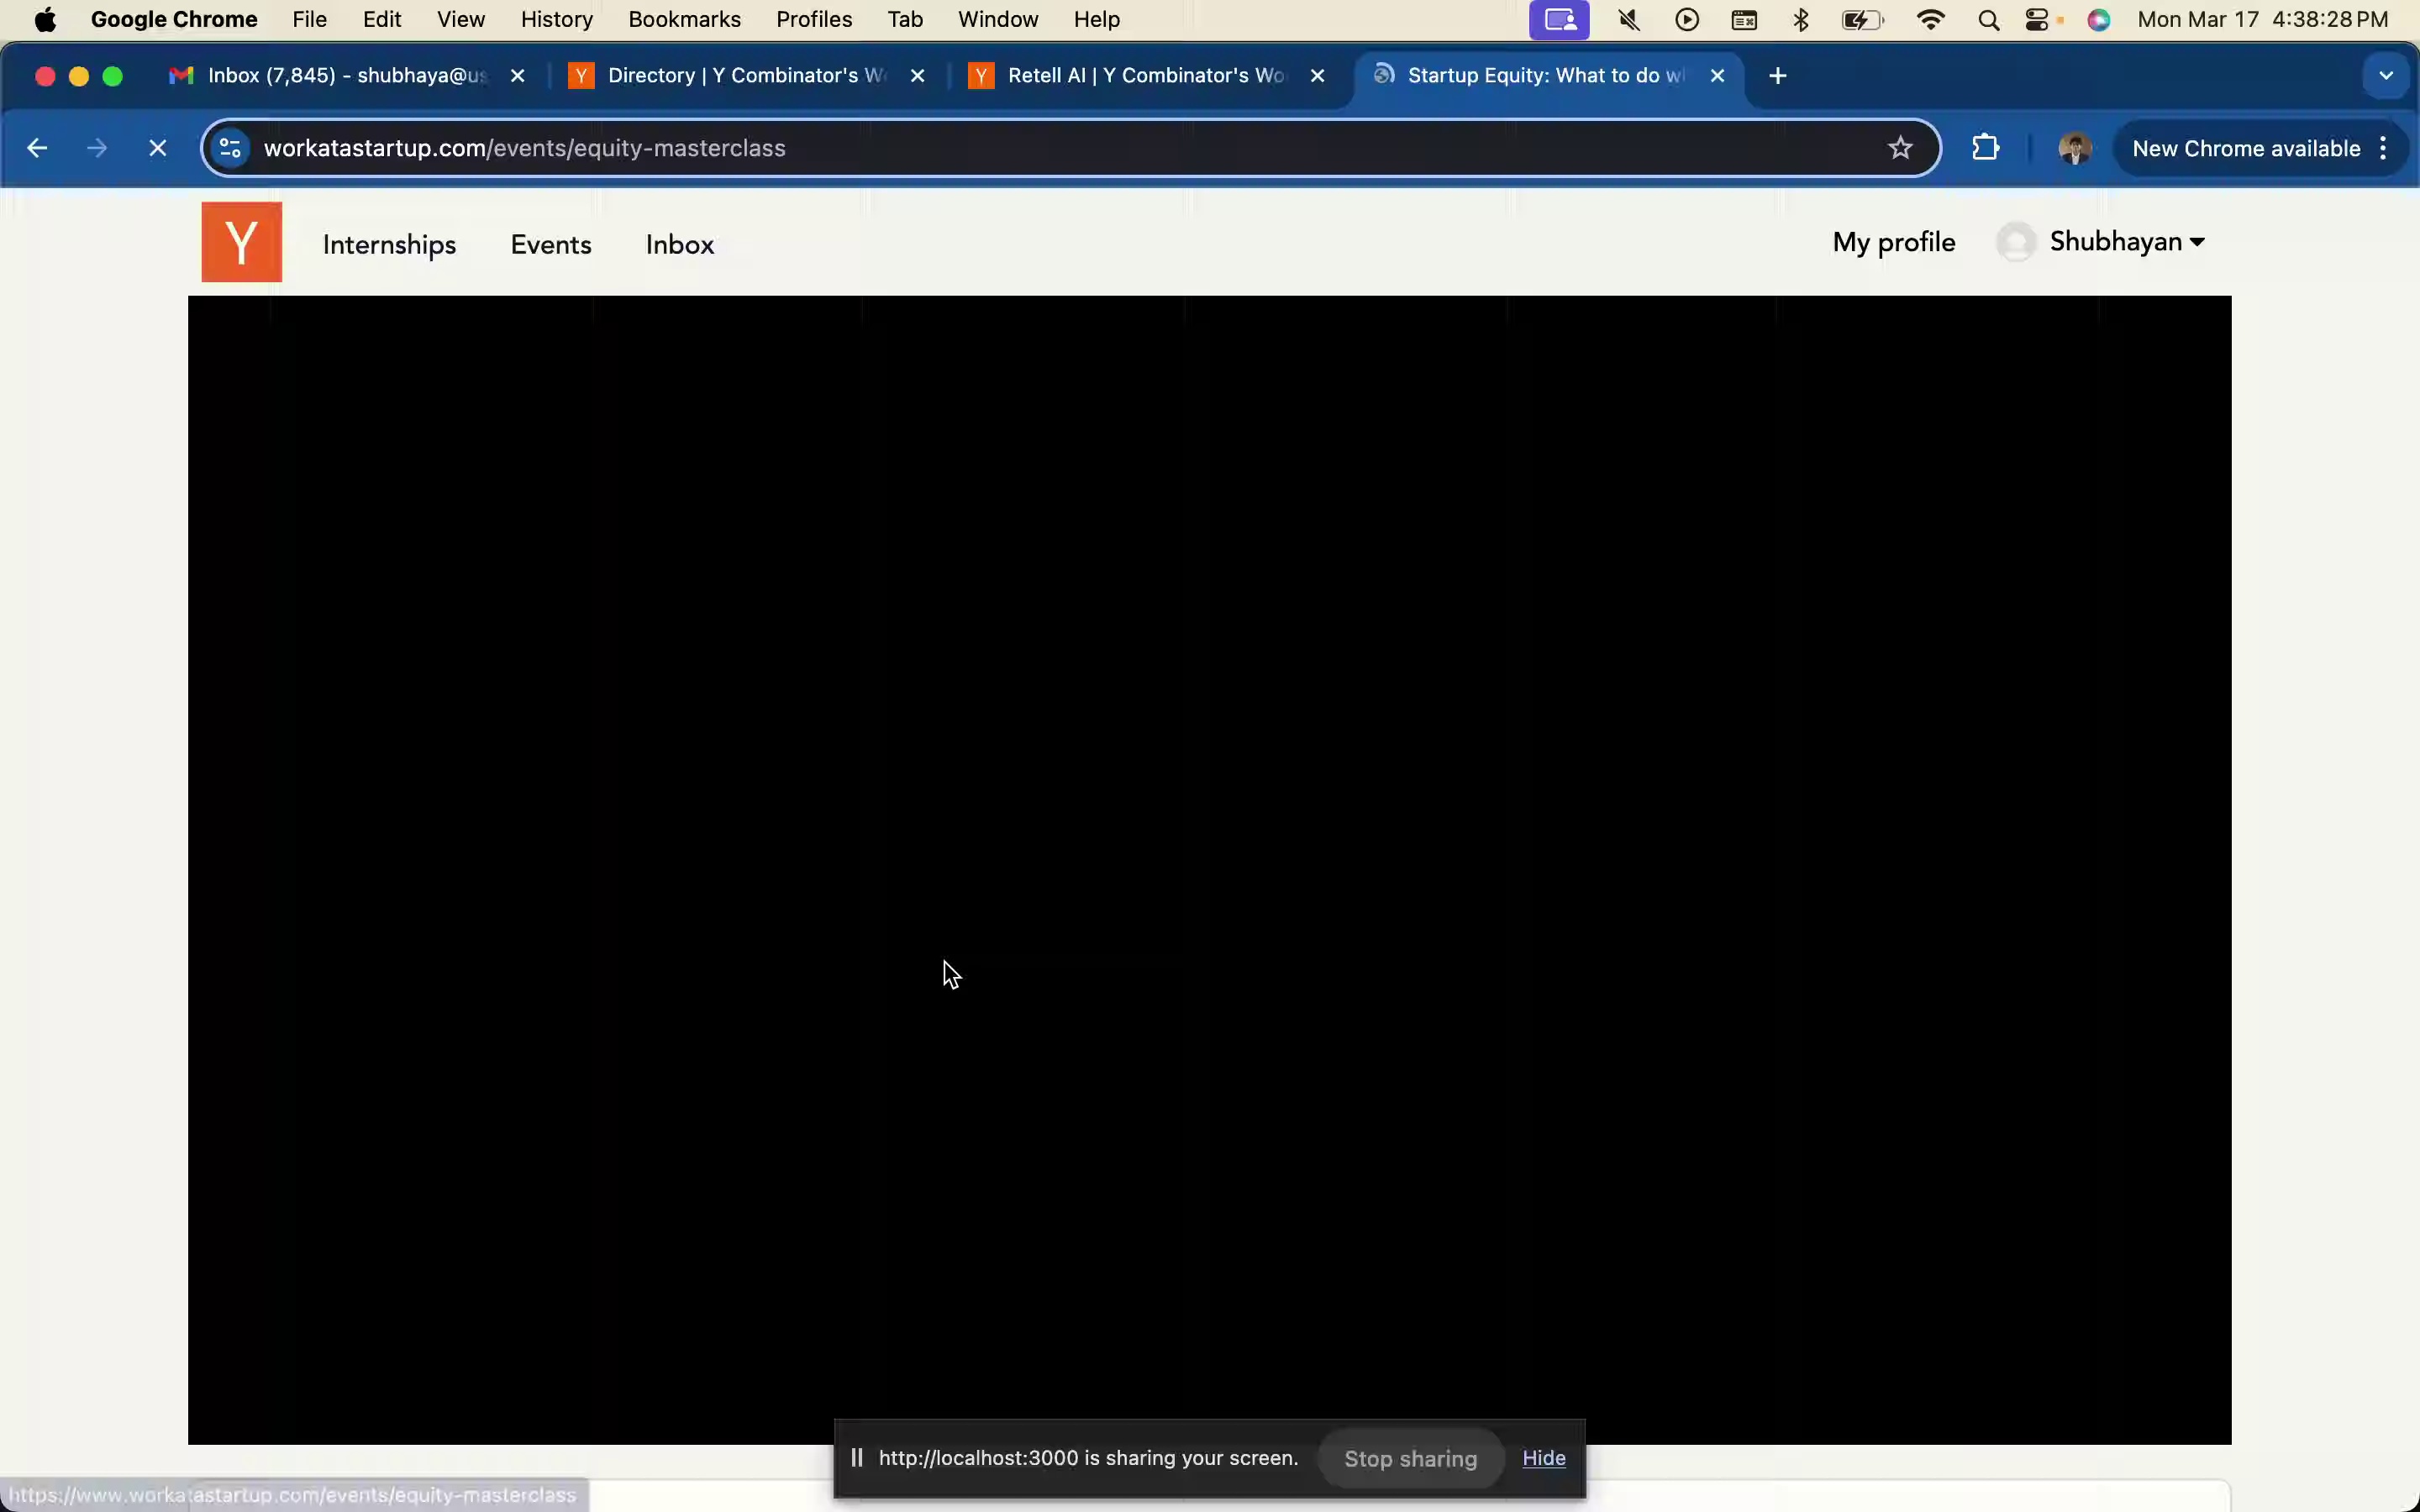 Google Chrome File Edit View History Bookmarks Profiles Tab Window Help Mon Mar 17 4:38:28 PM
Inbox (7,845) - shubhaya@us Directory | Y Combinator's W Retell AI | Y Combinator's Wo Startup Equity: What to do w
workatastartup.com/events/equity-masterclass New Chrome available
Y Internships Events Inbox My profile Shubhayan
http://localhost:3000 is sharing your screen. Stop sharing Hide
https://www.workatastartup.com/events/equity-masterclass